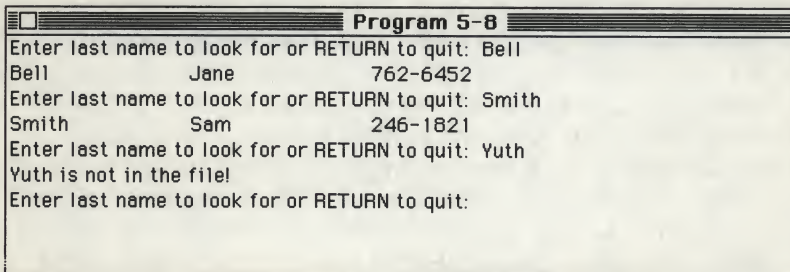 Program 5-8
Enter last name to look for or RETURN to quit: Bell
Bell Jane 762-6452
Enter last name to look for or RETURN to quit: Smith
Smith Sam 246-1821
Enter last name to look for or RETURN to quit: Yuth
Yuth is not in the file!
Enter last name to look for or RETURN to quit: